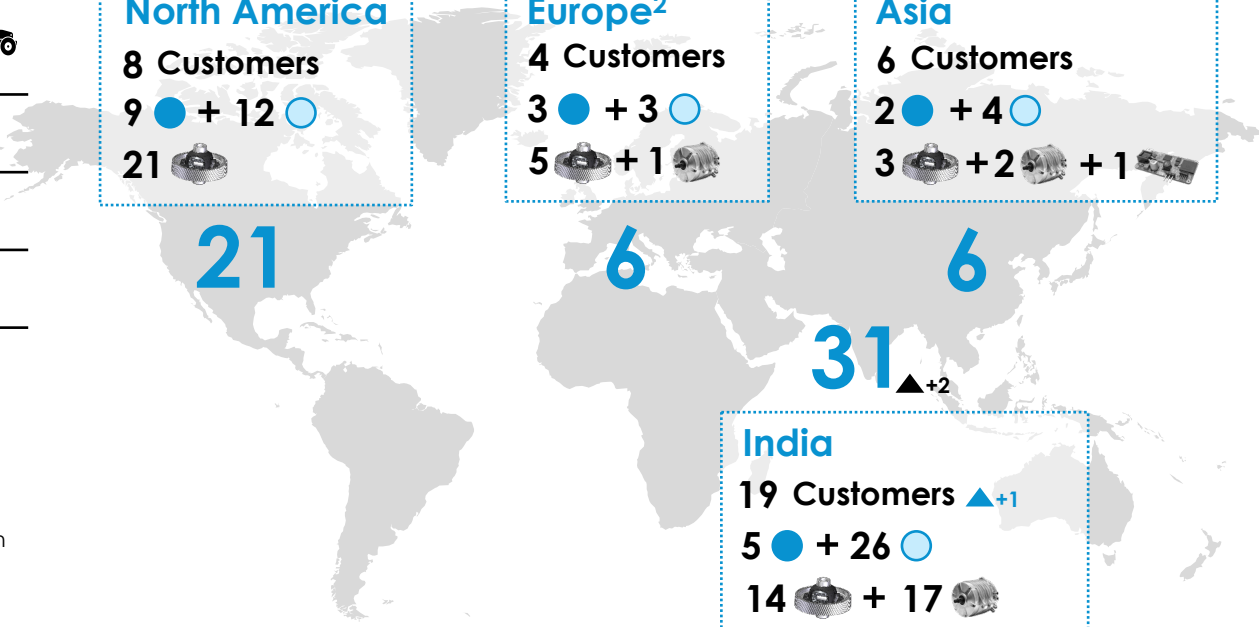 North America
8 Customers
9 + 12
21
21
Europe2
4 Customers
3 + 3
5 + 1
6
Asia
6 Customers
2 + 4
3 + 2 + 1
6
31 +2
India
19 Customers +1
5 + 26
14 + 17